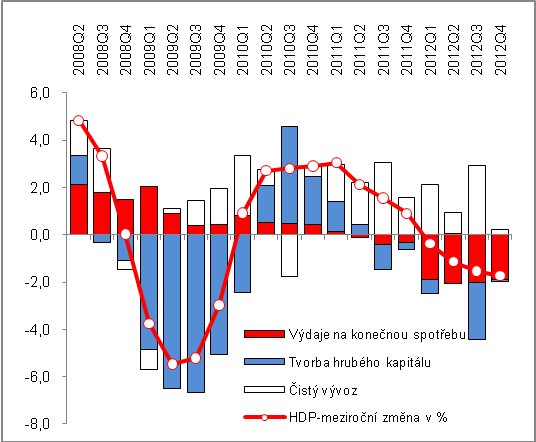 2008Q2
2008Q3
2008Q4
2009Q1
2009Q2
2009Q3
2009Q4
2010Q1
2010Q2
2010Q3
2010Q4
2011Q1
2011Q2
2011Q3
2011Q4
2012Q1
2012Q2
2012Q3
2012Q4
6,0
4,0
2,0
0,0
-2,0
-4,0
-6,0
-8,0
Výdaje na konečnou spotřebu
Tvorba hrubého kapitálu
Čistý vývoz
HDP-meziroční změna v %